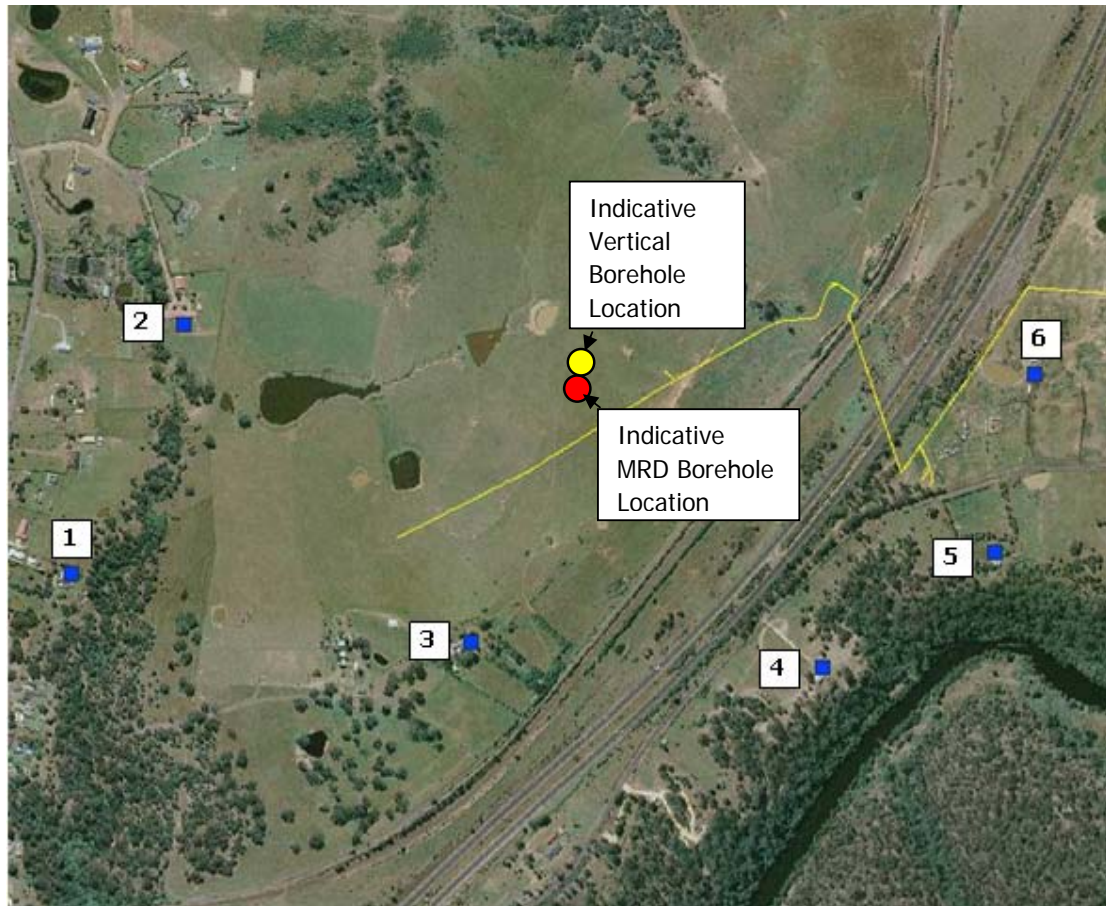 Indicative
Vertical
Borehole
Location
2
6
Indicative
MRD Borehole
Location
1
5
3
4